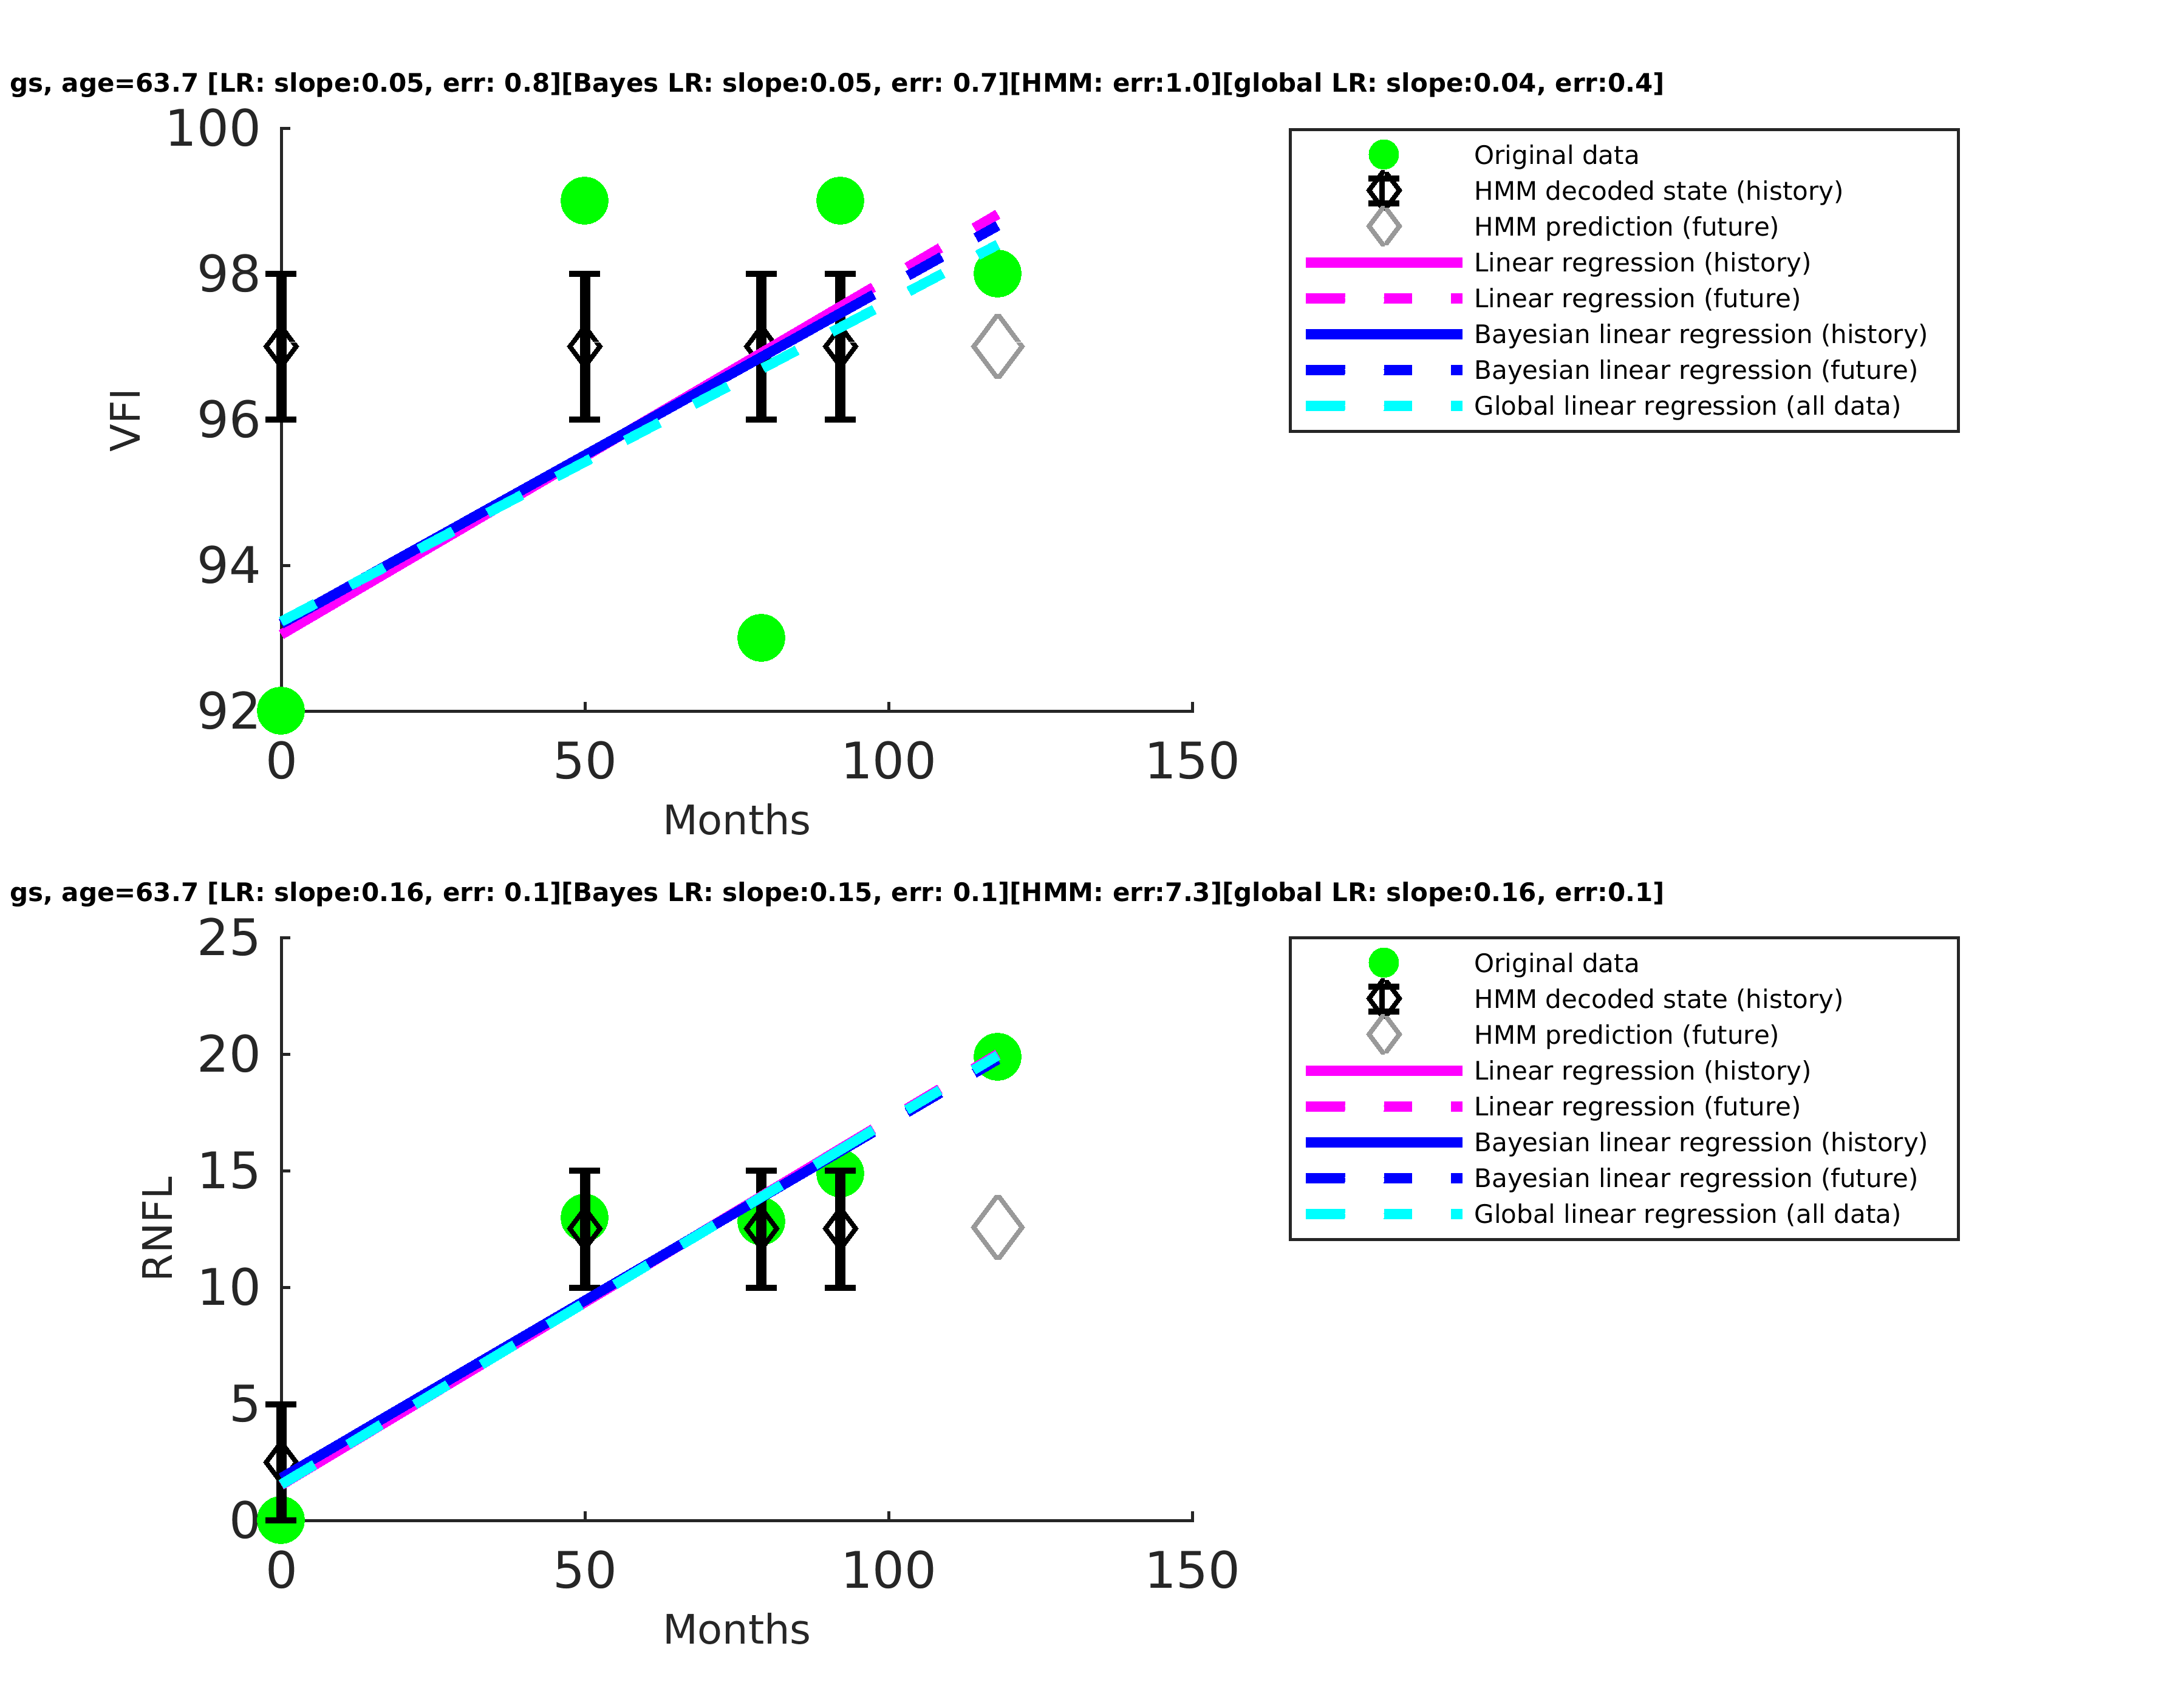 gs, age=63.7 [LR: slope:0.05, err: 0.8][Bayes LR: slope:0.05, err: 0.7][HMM: err:1.0][global LR: slope:0.04, err:0.4]
100
98
96
94
92
VFI
0 50 100 150
Months
Original data
HMM decoded state (history)
HMM prediction (future)
Linear regression (history)
Linear regression (future)
Bayesian linear regression (history)
Bayesian linear regression (future)
Global linear regression (all data)
gs, age=63.7 [LR: slope:0.16, err: 0.1][Bayes LR: slope:0.15, err: 0.1][HMM: err:7.3][global LR: slope:0.16, err:0.1]
25
20
15
10
5
0
RNFL
0 50 100 150
Months
Original data
HMM decoded state (history)
HMM prediction (future)
Linear regression (history)
Linear regression (future)
Bayesian linear regression (history)
Bayesian linear regression (future)
Global linear regression (all data)